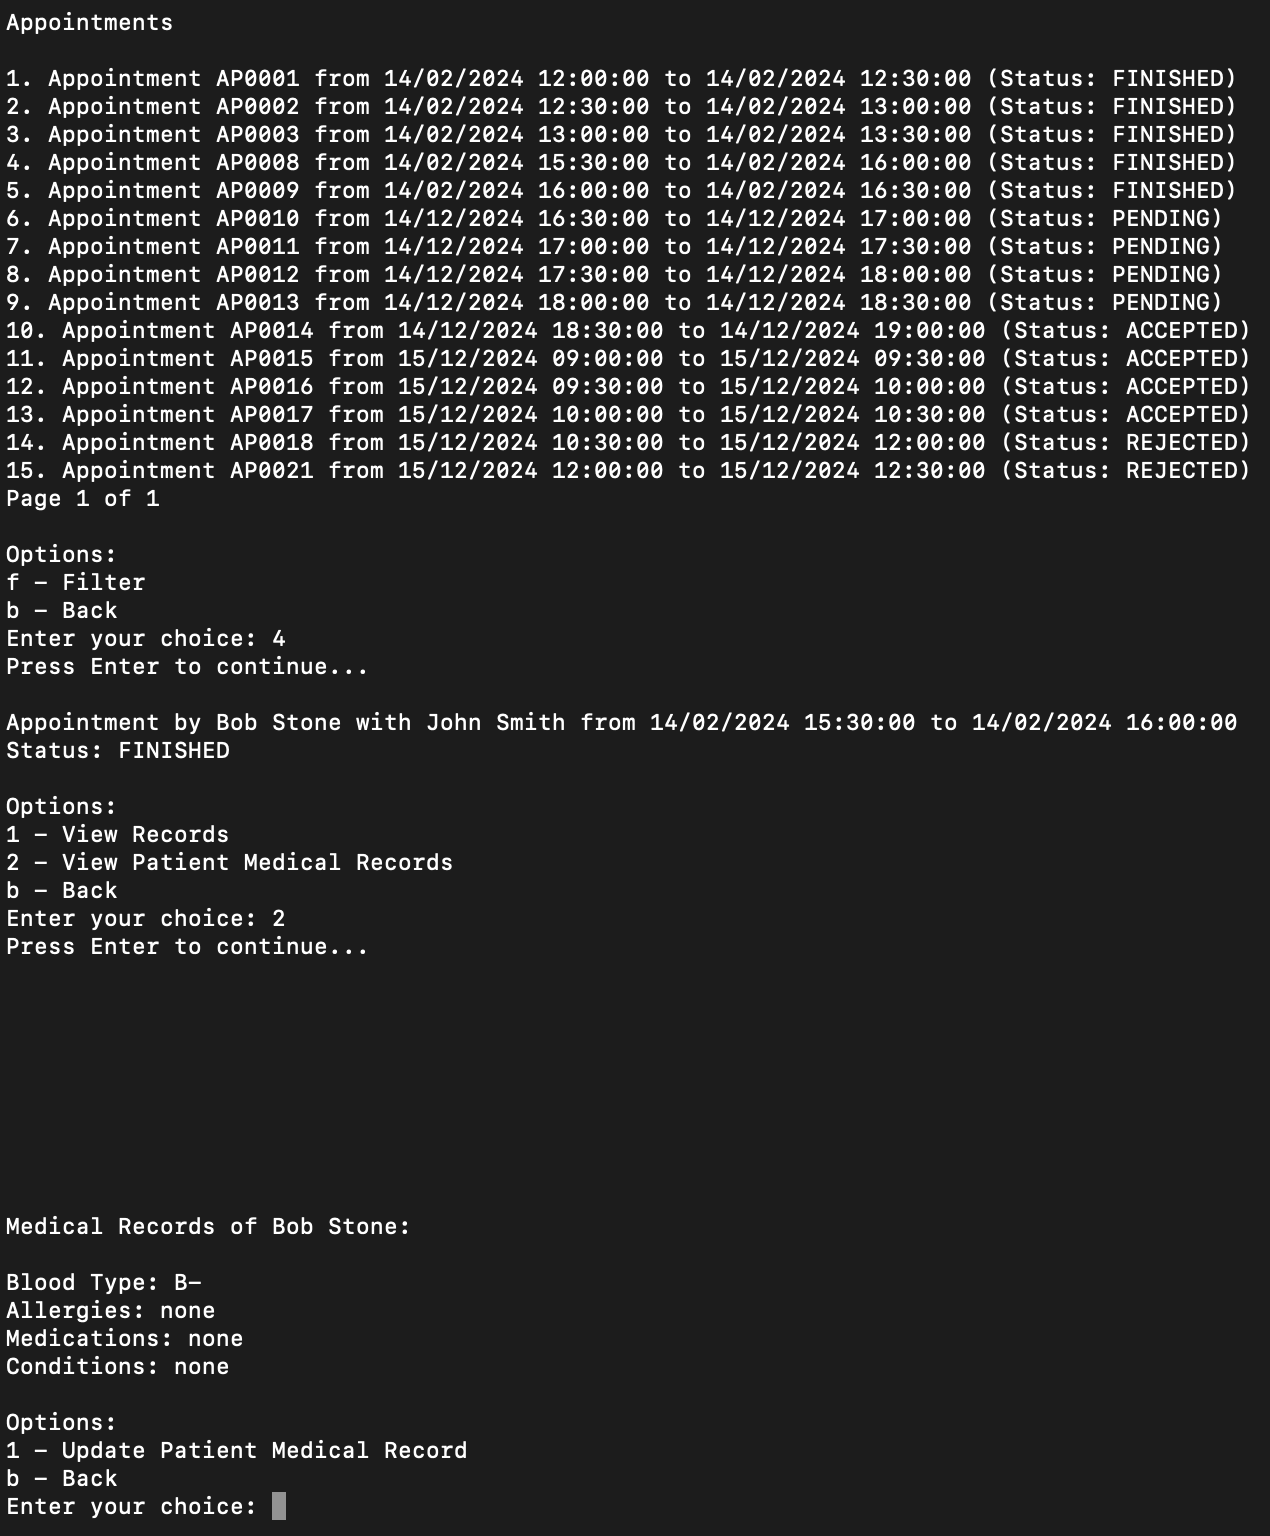 Appointments
1. Appointment AP0001 from 14/02/2024 12:00:00 to 14/02/2024 12:30:00 (Status: FINISHED)
2. Appointment AP0002 from 14/02/2024 12:30:00 to 14/02/2024 13:00:00 (Status: FINISHED)
3. Appointment AP0003 from 14/02/2024 13:00:00 to 14/02/2024 13:30:00 (Status: FINISHED)
4. Appointment AP0008 from 14/02/2024 15:30:00 to 14/02/2024 16:00:00 (Status: FINISHED)
5. Appointment AP0009 from 14/02/2024 16:00:00 to 14/02/2024 16:30:00 (Status: FINISHED)
6. Appointment AP0010 from 14/12/2024 16:30:00 to 14/12/2024 17:00:00 (Status: PENDING)
7. Appointment AP0011 from 14/12/2024 17:00:00 to 14/12/2024 17:30:00 (Status: PENDING)
8. Appointment AP0012 from 14/12/2024 17:30:00 to 14/12/2024 18:00:00 (Status: PENDING)
9. Appointment AP0013 from 14/12/2024 18:00:00 to 14/12/2024 18:30:00 (Status: PENDING)
10. Appointment AP0014 from 14/12/2024 18:30:00 to 14/12/2024 19:00:00 (Status: ACCEPTED)
11. Appointment AP0015 from 15/12/2024 09:00:00 to 15/12/2024 09:30:00 (Status: ACCEPTED)
12. Appointment AP0016 from 15/12/2024 09:30:00 to 15/12/2024 10:00:00 (Status: ACCEPTED)
13. Appointment AP0017 from 15/12/2024 10:00:00 to 15/12/2024 10:30:00 (Status: ACCEPTED)
14. Appointment AP0018 from 15/12/2024 10:30:00 to 15/12/2024 12:00:00 (Status: REJECTED)
15. Appointment AP0021 from 15/12/2024 12:00:00 to 15/12/2024 12:30:00 (Status: REJECTED)
Page 1 of 1
Options:
f - Filter
b - Back
Enter your choice: 4
Press Enter to continue...
Appointment by Bob Stone with John Smith from 14/02/2024 15:30:00 to 14/02/2024 16:00:00
Status: FINISHED
Options:
1 - View Records
2 - View Patient Medical Records
b - Back
Enter your choice: 2
Press Enter to continue...
Medical Records of Bob Stone:
Blood Type: B-
Allergies: none
Medications: none
Conditions: none
Options:
1 - Update Patient Medical Record
b - Back
Enter your choice: